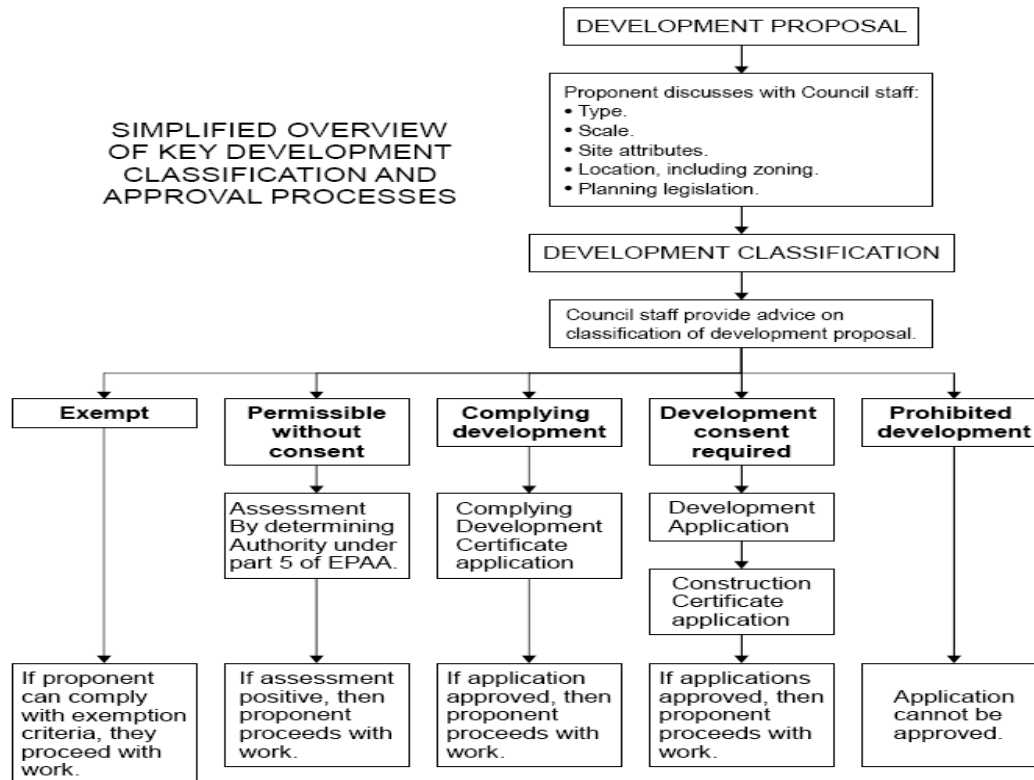 DEVELOPMENT PROPOSAL
SIMPLIFIED OVERVIEW
OF KEY DEVELOPMENT
CLASSIFICATION AND
APPROVAL PROCESSES
Proponent discusses with Council staff:
• Type.
• Scale.
• Site attributes.
• Location, including zoning.
• Planning legislation.
DEVELOPMENT CLASSIFICATION
Council staff provide advice on
classification of development proposal.
Exempt
If proponent
can comply
with exemption
criteria, they
proceed with
work.
Permissible
without
consent
Assessment
By determining
Authority under
part 5 of EPAA.
If assessment
positive, then
proponent
proceeds with
work.
Complying
development
Complying
Development
Certificate
application
If application
approved, then
proponent
proceeds with
work.
Development
consent
required
Development
Application
Construction
Certificate
application
If applications
approved, then
proponent
proceeds with
work.
Prohibited
development
Application
cannot be
approved.